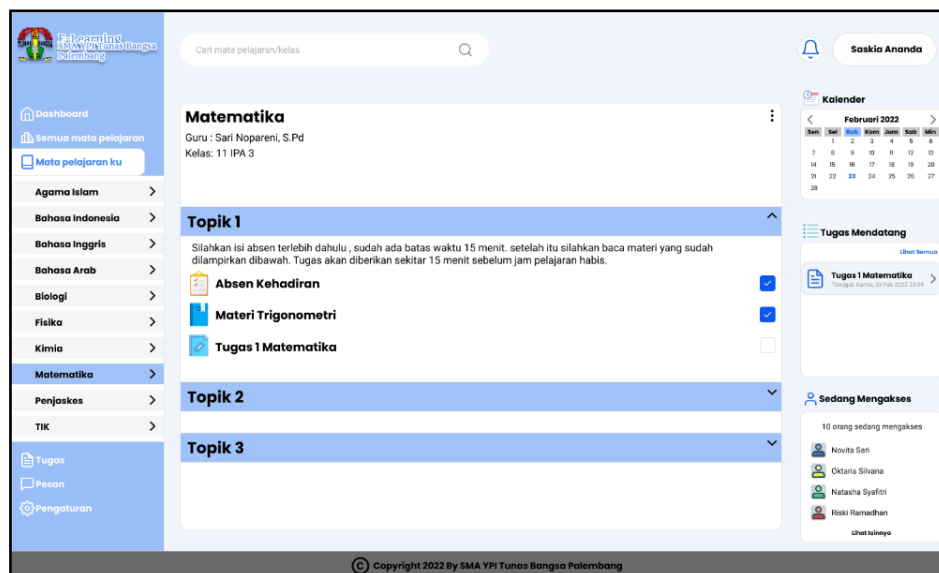 E-Learning
SMA YPI Tunas Bangsa
Palembang
Cari mata pelajaran/kelas
Saskia Ananda
Dashboard
Semua mata pelajaran
Mata pelajaran ku
Agama Islam
Bahasa Indonesia
Bahasa Inggris
Bahasa Arab
Biologi
Fisika
Kimia
Matematika
Penjaskes
TIK
Tugas
Pesan
Pengaturan
Matematika
Guru : Sari Nopareni, S.Pd
Kelas: 11 IPA 3
Topik 1
Silahkan isi absen terlebih dahulu , sudah ada batas waktu 15 menit. setelah itu silahkan baca materi yang sudah
dilampirkan dibawah. Tugas akan diberikan sekitar 15 menit sebelum jam pelajaran habis.
Absen Kehadiran
Materi Trigonometri
Tugas 1 Matematika
Topik 2
Topik 3
Kalender
Februari 2022
Sen Sel Rab Kam Jum Sab Min
1 2 3 4 5 6
7 8 9 10 11 12 13
14 15 16 17 18 19 20
21 22 23 24 25 26 27
28
Tugas Mendatang
Lihat Semua
Tugas 1 Matematika
Tanggal: Kamis, 23 Feb 2022 23:59
Sedang Mengakses
10 orang sedang mengakses
Novita Sari
Oktaria Silvana
Natasha Syafitri
Riski Ramadhan
Lihat lainnya
C Copyright 2022 By SMA YPI Tunas Bangsa Palembang